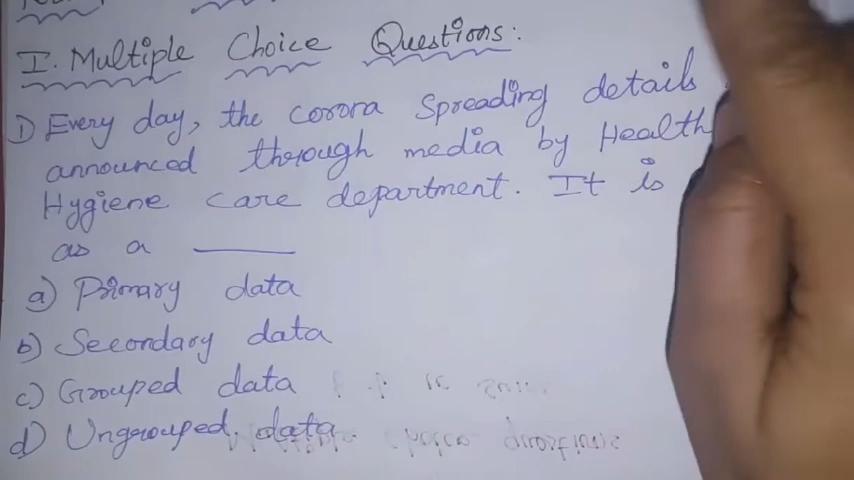 I. Multiple Choice Questions:
1) Every day, the corora Spreading details
announced through media by Health
Hygiene care department. It is
as a ______
a) Primary data
b) Secondary data
c) Grouped data
d) Ungrouped data.